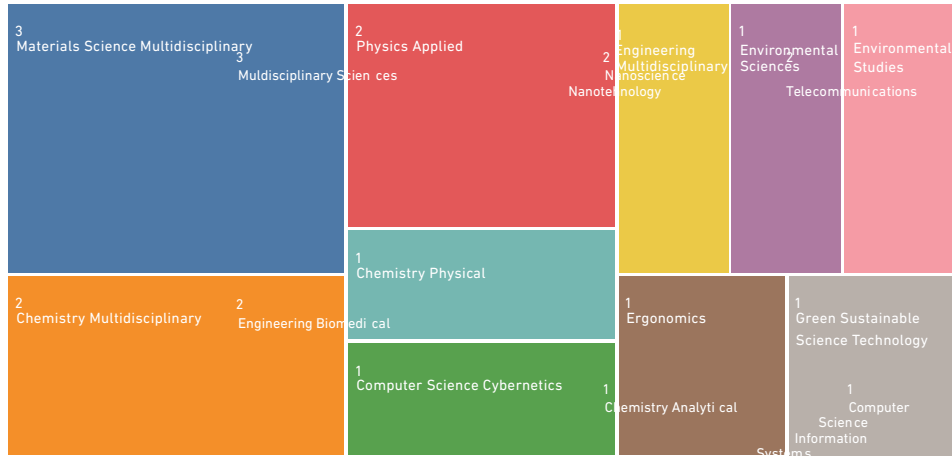 3
Materials Science Multidisciplinary
3
Muldisciplinary Scien ces
2
Physics Applied
2
Nanoscience
Nanotehnology
1
Engineering
Multidisciplinary
1
Environmental
Sciences
2
Telecommunications
1
Environmental
Studies
2
Chemistry Multidisciplinary
2
Engineering Biomedi cal
1
Chemistry Physical
1
Computer Science Cybernetics
1
Chemistry Analyti cal
1
Ergonomics
1
Green Sustainable
Science Technology
1
Computer
Science
Information
Systems